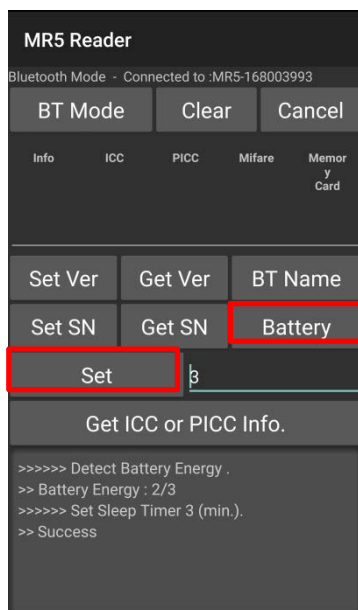 MR5 Reader
Bluetooth Mode - Connected to :MR5-168003993
BT Mode Clear Cancel
Info ICC PICC Mifare Memor
y
Card
Set Ver Get Ver BT Name
Set SN Get SN Battery
Set 3
Get ICC or PICC Info.
>>>>>> Detect Battery Energy .
>> Battery Energy : 2/3
>>>>>> Set Sleep Timer 3 (min.).
>> Success